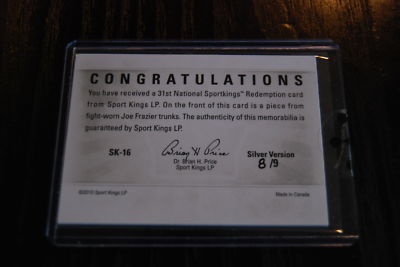 CONGRATULATIONS
You have received a 31st National Sportkings™ Redemption card
from Sport Kings LP. On the front of this card is a piece from
fight-worn Joe Frazier trunks. The authenticity of this memorabilia is
guaranteed by Sport Kings LP.
SK-16
Brian H. Price
Dr. Brian H. Price
Sport Kings LP
Silver Version
8/9
©2010 Sport Kings LP
Made in Canada